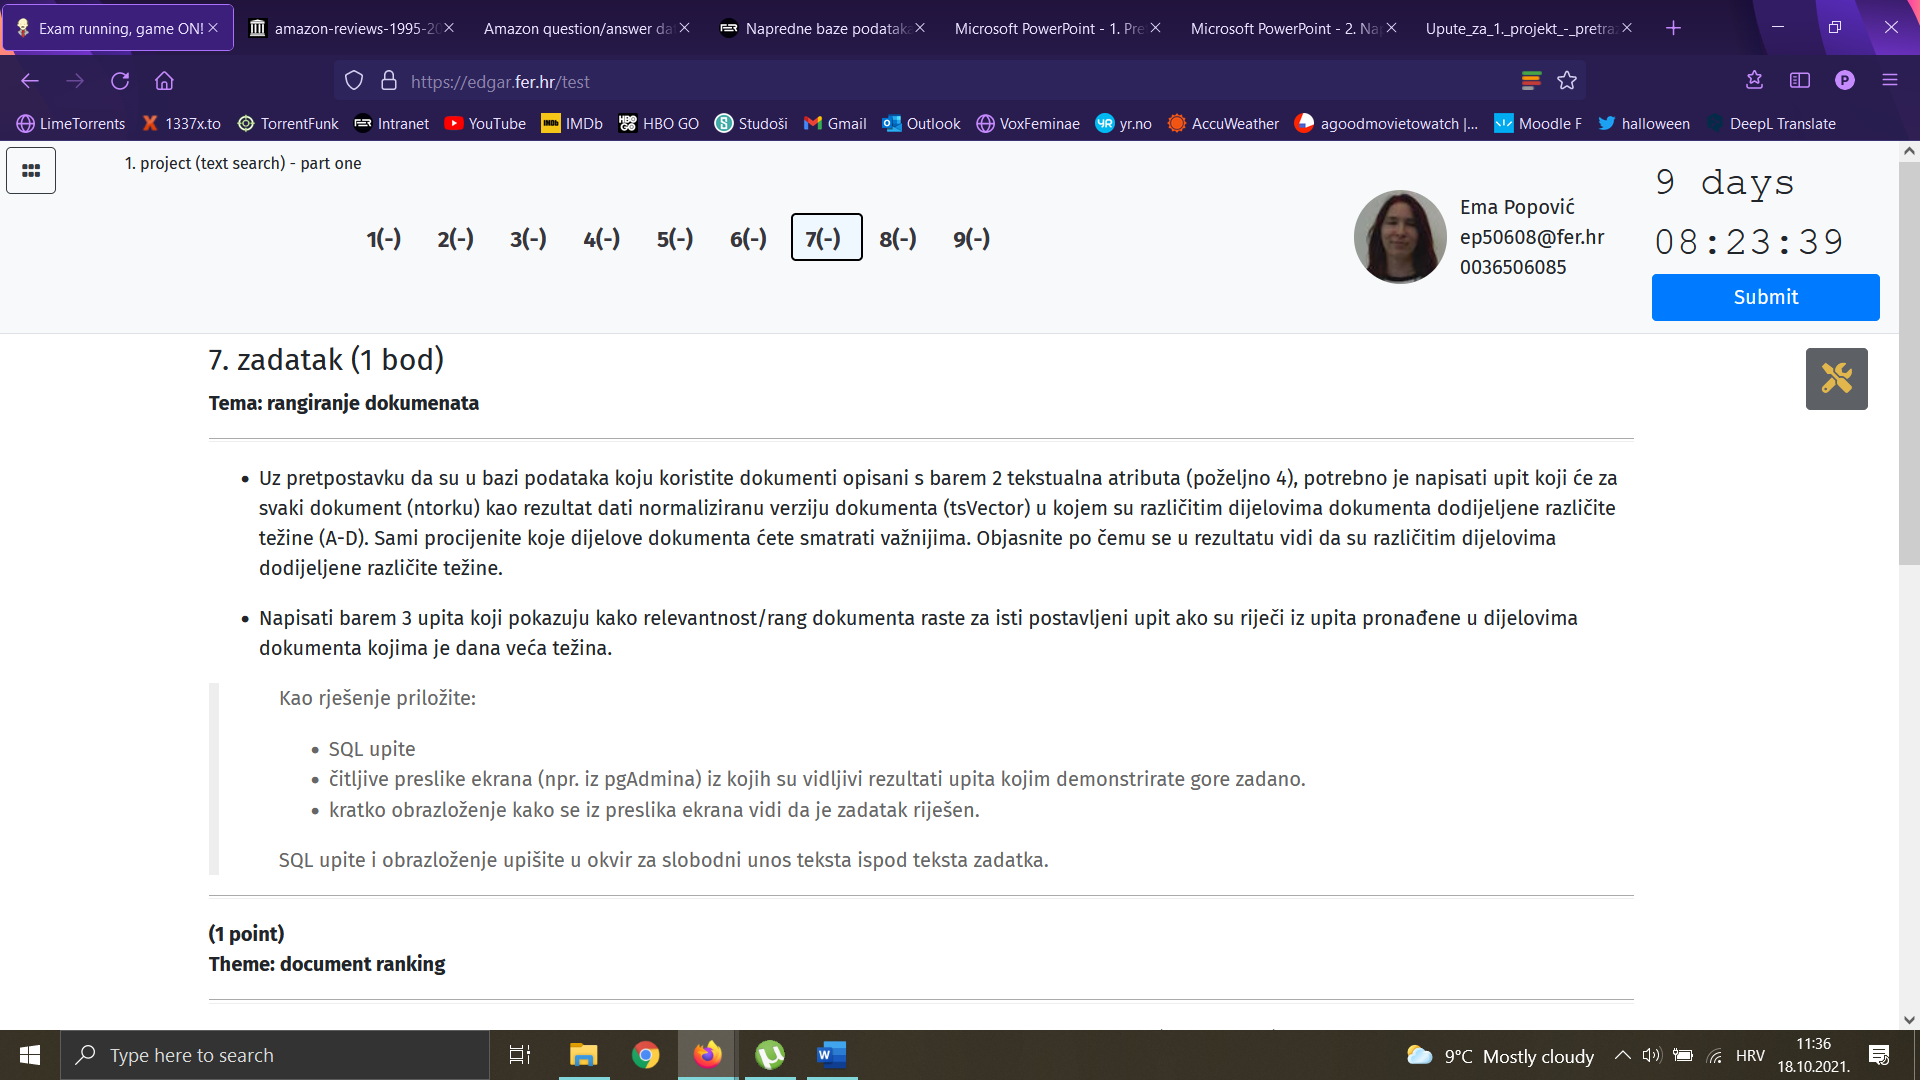 Exam running, game ON!
amazon-reviews-1995-20
Amazon question/answer da
Napredne baze podataka
Microsoft PowerPoint - 1. Pre
Microsoft PowerPoint - 2. Nap
Upute_za_1._projekt_-_pretra
https://edgar.fer.hr/test
P
LimeTorrents
1337x.to
TorrentFunk
Intranet
YouTube
IMDb
HBO GO
Studoši
Gmail
Outlook
VoxFeminae
yr.no
AccuWeather
agoodmovietowatch |...
Moodle F
halloween
DeepL Translate
1. project (text search) - part one
1(-) 2(-) 3(-) 4(-) 5(-) 6(-) 7(-) 8(-) 9(-)
Ema Popović
ep50608@fer.hr
0036506085
9 days
08:23:39
Submit
7. zadatak (1 bod)
Tema: rangiranje dokumenata
• Uz pretpostavku da su u bazi podataka koju koristite dokumenti opisani s barem 2 tekstualna atributa (poželjno 4), potrebno je napisati upit koji će za
svaki dokument (ntorku) kao rezultat dati normaliziranu verziju dokumenta (tsVector) u kojem su različitim dijelovima dokumenta dodijeljene različite
težine (A-D). Sami procijenite koje dijelove dokumenta ćete smatrati važnijima. Objasnite po čemu se u rezultatu vidi da su različitim dijelovima
dodijeljene različite težine.
• Napisati barem 3 upita koji pokazuju kako relevantnost/rang dokumenta raste za isti postavljeni upit ako su riječi iz upita pronađene u dijelovima
dokumenta kojima je dana veća težina.
Kao rješenje priložite:
• SQL upite
• čitljive preslike ekrana (npr. iz pgAdmina) iz kojih su vidljivi rezultati upita kojim demonstrirate gore zadano.
• kratko obrazloženje kako se iz preslika ekrana vidi da je zadatak riješen.
SQL upite i obrazloženje upišite u okvir za slobodni unos teksta ispod teksta zadatka.
(1 point)
Theme: document ranking
Type here to search
9°C Mostly cloudy
HRV
11:36
18.10.2021.